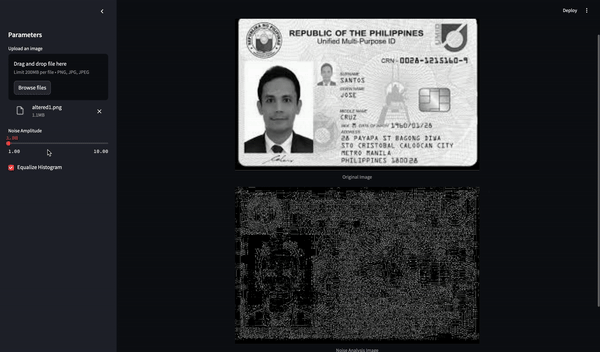 Deploy
Parameters
Upload an image
Drag and drop file here
Limit 200MB per file • PNG, JPG, JPEG
Browse files
altered1.png
1.1MB
Noise Amplitude
1.00
1.00 10.00
Equalize Histogram
REPUBLIC OF THE PHILIPPINES
Unified Multi-Purpose ID
CRN-0028-1215160-9
SURNAME
SANTOS
GIVEN NAME
JOSE
MIDDLE NAME
CRUZ
SEX M DATE OF BIRTH 1960/01/28
ADDRESS
28 PAYAPA ST BAGONG DIWA
STO CRISTOBAL CALOOCAN CITY
METRO MANILA
PHILIPPINES 1800 28
Original Image
Noise Analysis Image